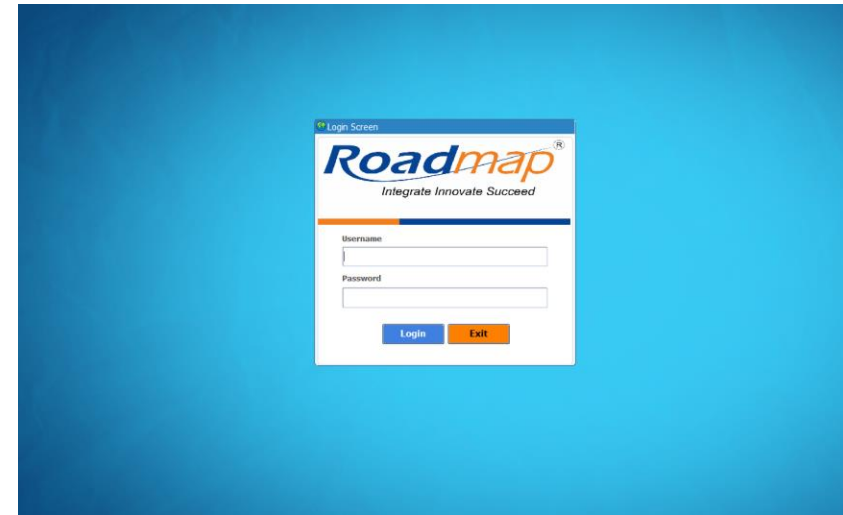 Login Screen
Roadmap®
Integrate Innovate Succeed
Username
Password
Login Exit